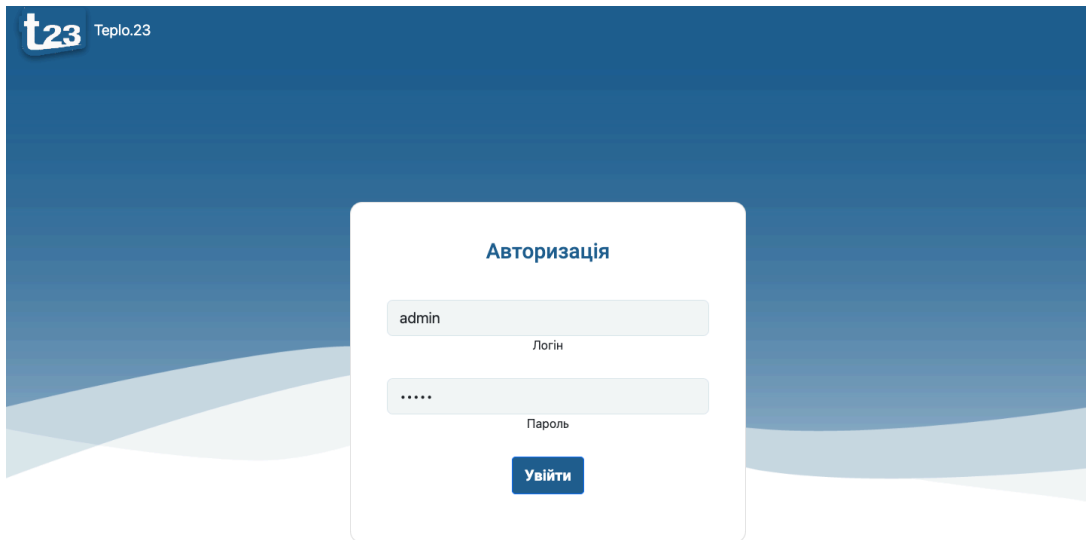 t23 Teplo.23
Авторизація
admin
Логін
•••••
Пароль
Увійти